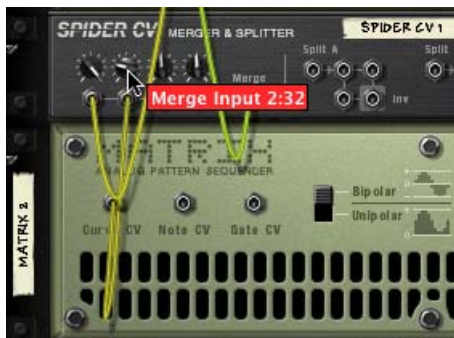 SPIDER CV MERGER & SPLITTER
SPIDER CV 1
Split A
Split
Merge
Merge Input 2:32
Inv
MATRIX
ANALOG PATTERN SEQUENCER
Bipolar
Unipolar
Curve CV Note CV Gate CV
MATRIX 2